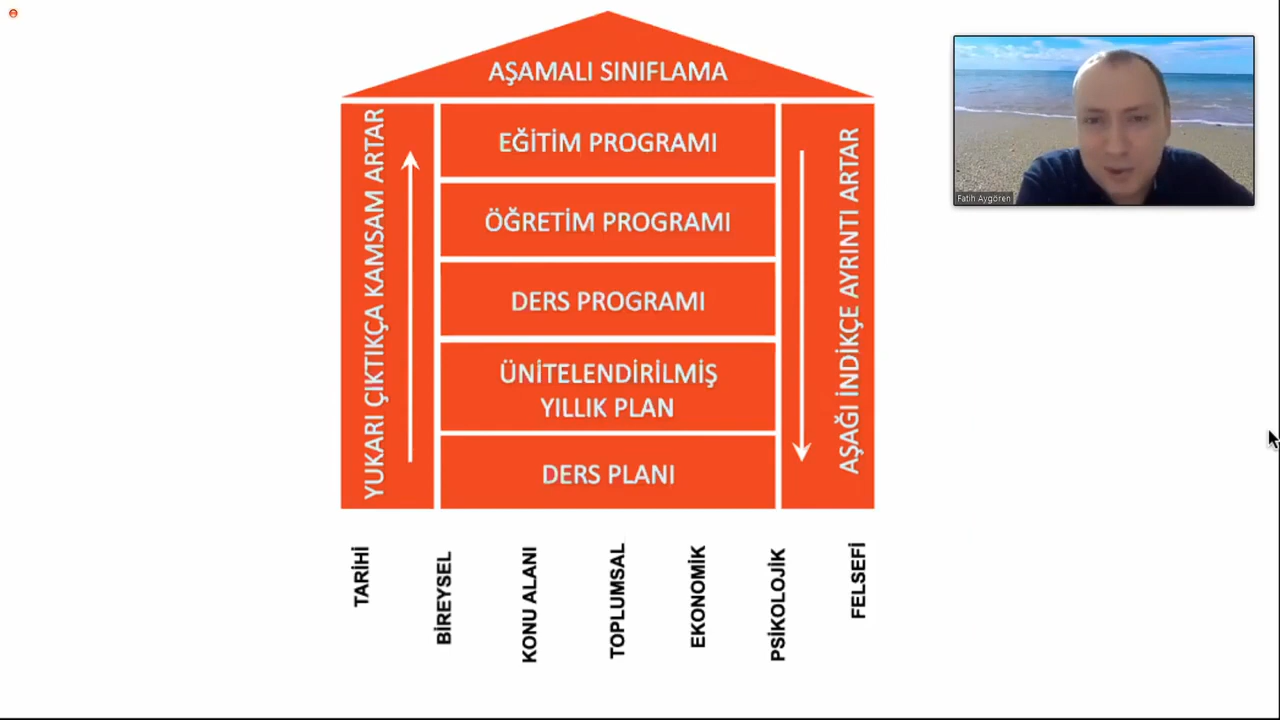 AŞAMALI SINIFLAMA
YUKARI ÇIKTIKÇA KAMSAM ARTAR
EĞİTİM PROGRAMI
ÖĞRETİM PROGRAMI
DERS PROGRAMI
ÜNİTELENDİRİLMİŞ
YILLIK PLAN
DERS PLANI
AŞAĞI İNDİKÇE AYRINTI ARTAR
TARİHİ
BİREYSEL
KONU ALANI
TOPLUMSAL
EKONOMİK
PSİKOLOJİK
FELSEFİ
Fatih Aygören